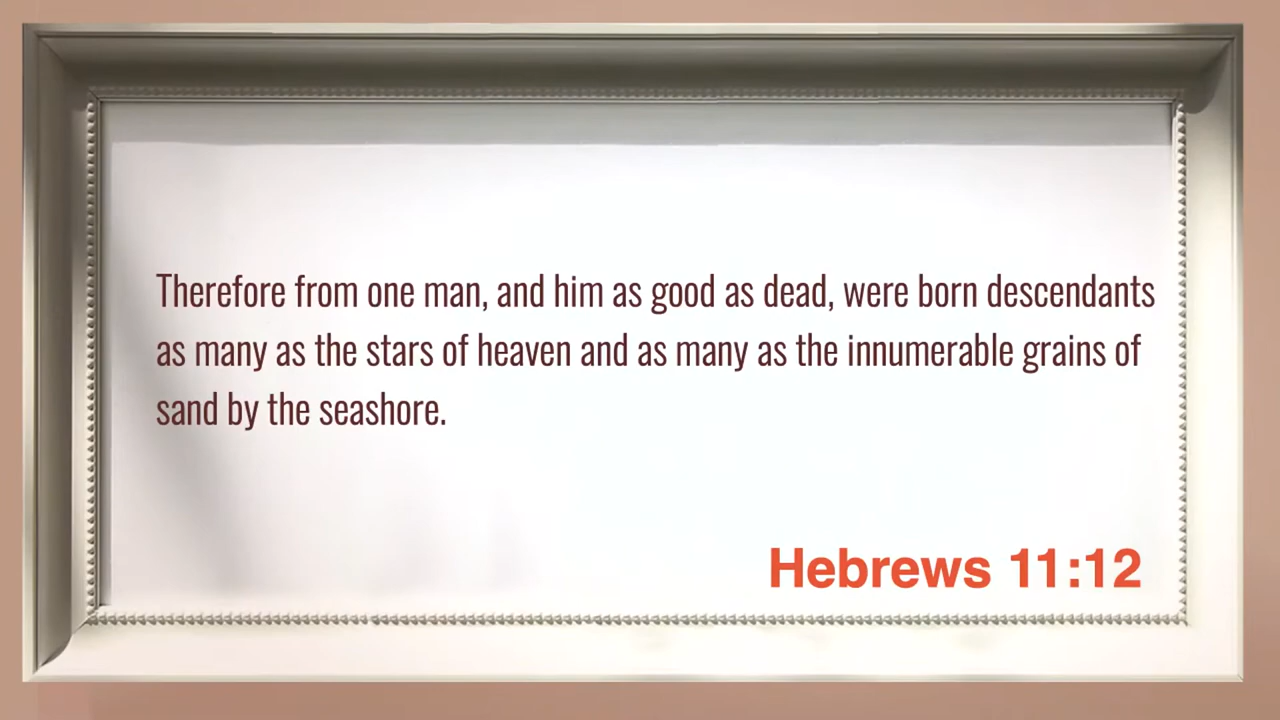 Therefore from one man, and him as good as dead, were born descendants
as many as the stars of heaven and as many as the innumerable grains of
sand by the seashore.
Hebrews 11:12